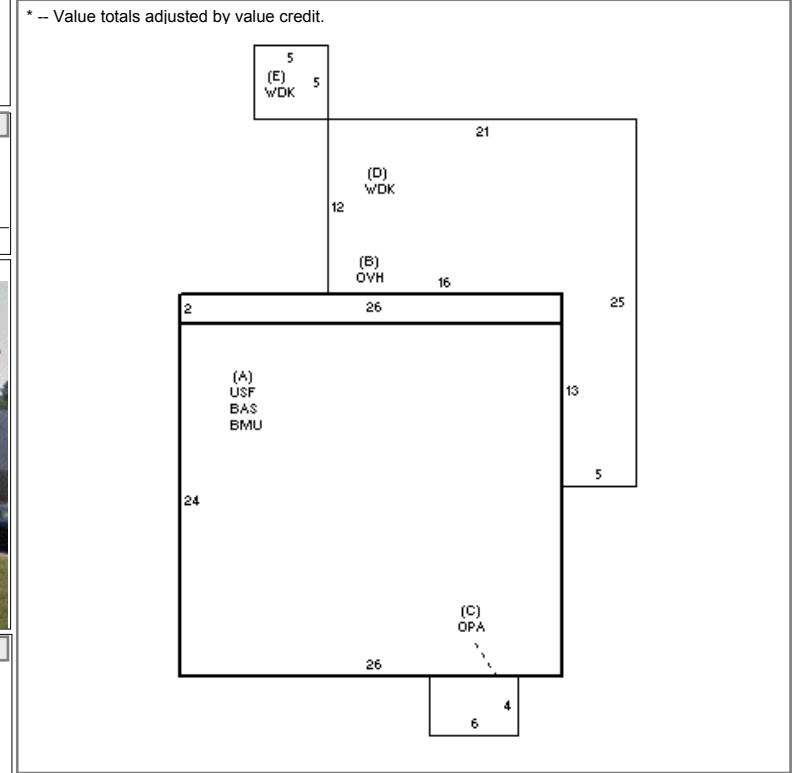 * -- Value totals adjusted by value credit.
5
(E)
WDK
5
21
(D)
WDK
12
(B)
OVH
16
2
26
25
(A)
USF
BAS
BMU
13
5
24
(C)
OPA
26
4
6